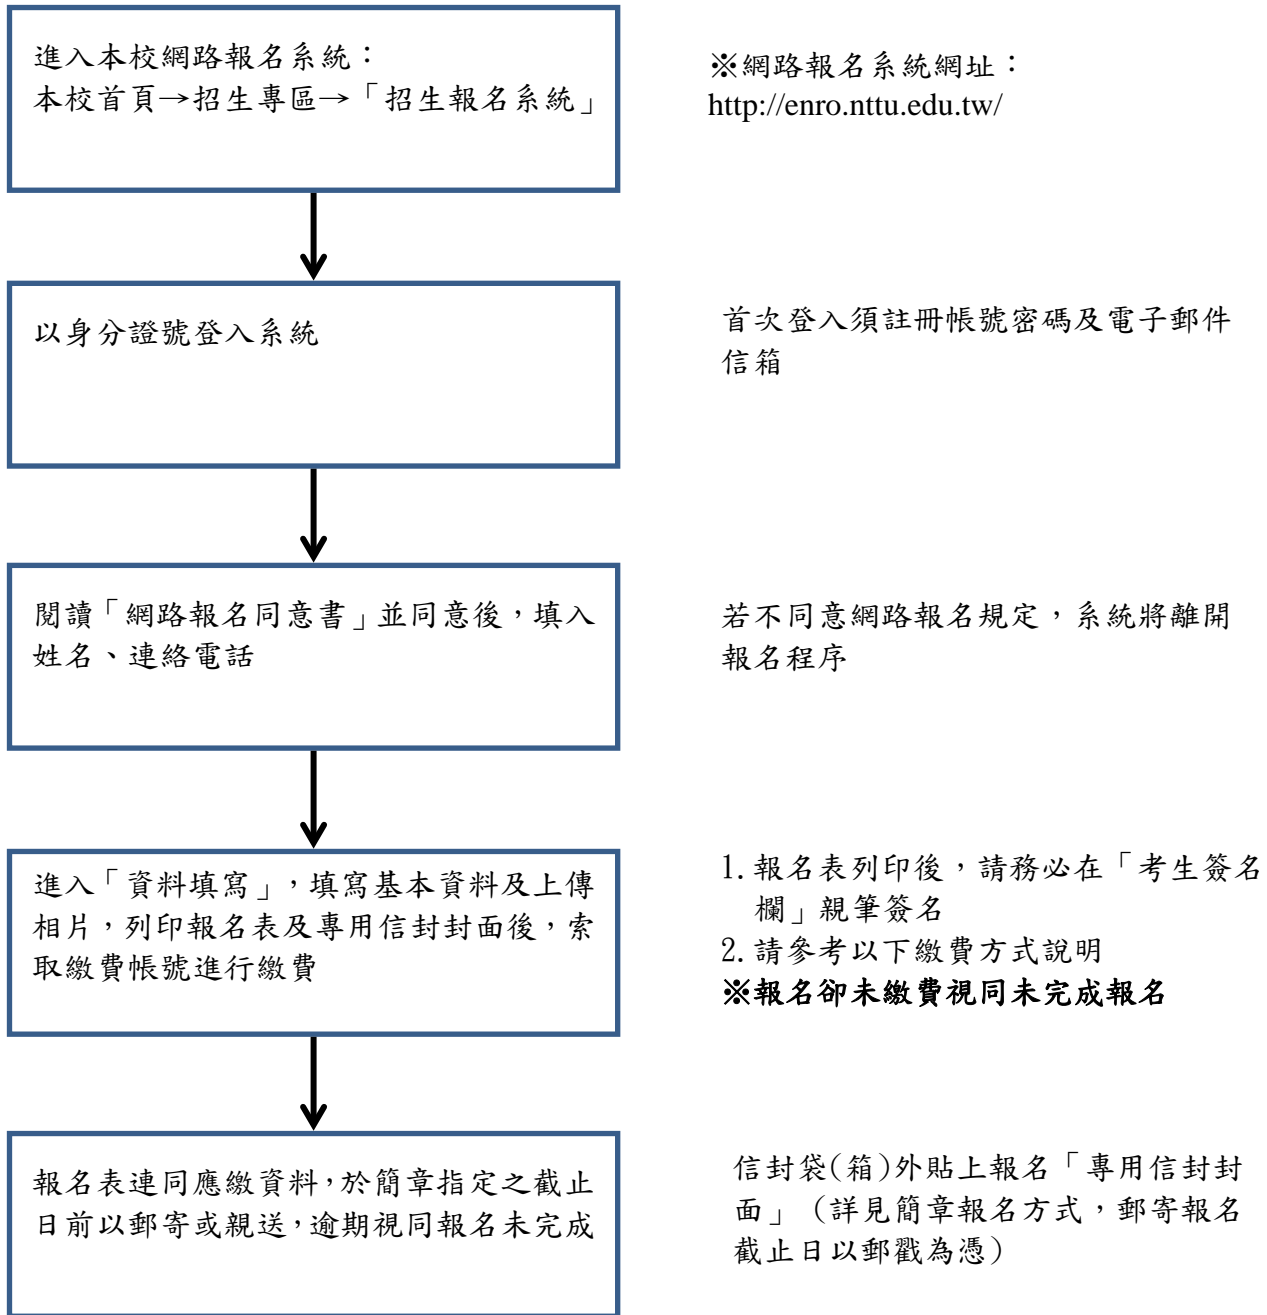 進入本校網路報名系統：
本校首頁→招生專區→「招生報名系統」
※網路報名系統網址：
http://enro.nttu.edu.tw/
以身分證號登入系統
首次登入須註冊帳號密碼及電子郵件
信箱
閱讀「網路報名同意書」並同意後，填入
姓名、連絡電話
若不同意網路報名規定，系統將離開
報名程序
進入「資料填寫」，填寫基本資料及上傳
相片，列印報名表及專用信封封面後，索
取繳費帳號進行繳費
1.報名表列印後，請務必在「考生簽名
欄」親筆簽名
2.請參考以下繳費方式說明
※報名卻未繳費視同未完成報名
報名表連同應繳資料，於簡章指定之截止
日前以郵寄或親送，逾期視同報名未完成
信封袋(箱)外貼上報名「專用信封封
面」（詳見簡章報名方式，郵寄報名
截止日以郵戳為憑）